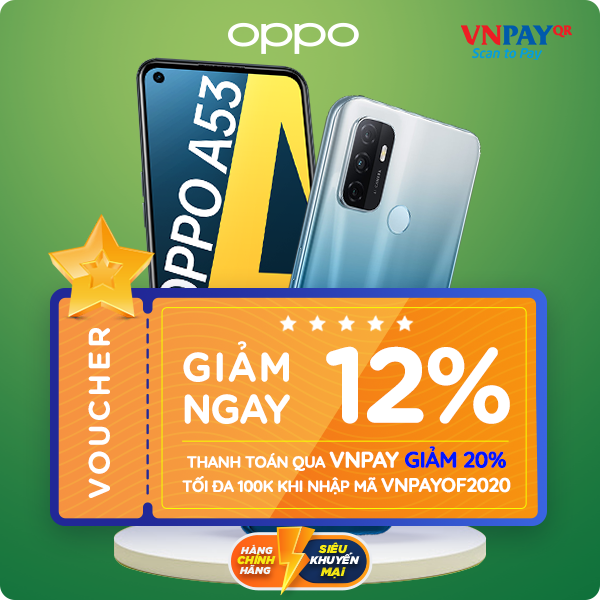 oppo
VNPAYQR
Scan to Pay
OPPO A53
VOUCHER
GIẢM
NGAY
12%
THANH TOÁN QUA VNPAY GIẢM 20%
TỐI ĐA 100K KHI NHẬP MÃ VNPAYOF2020
HÀNG
CHÍNH
HÃNG
SIÊU
KHUYẾN
MẠI